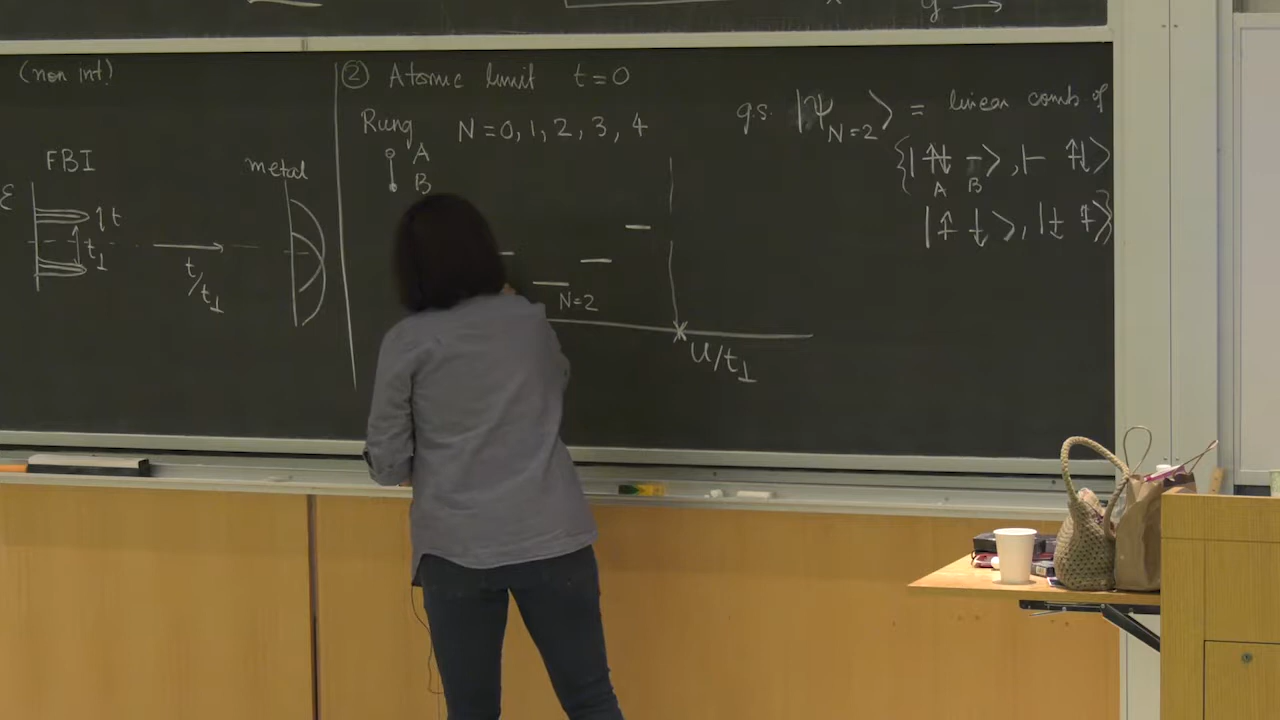 (non int)
FBI
ε
t
t⊥
t/t⊥
metal
② Atomic limit t=0
Rung N=0,1,2,3,4
A
B
N=2
U/t⊥
g.s. |Ψ_{N=2}⟩ = linear comb of
{|↑↓ −⟩, |− ↑↓⟩
A B
|↑ ↓⟩, |↓ ↑⟩}
y →